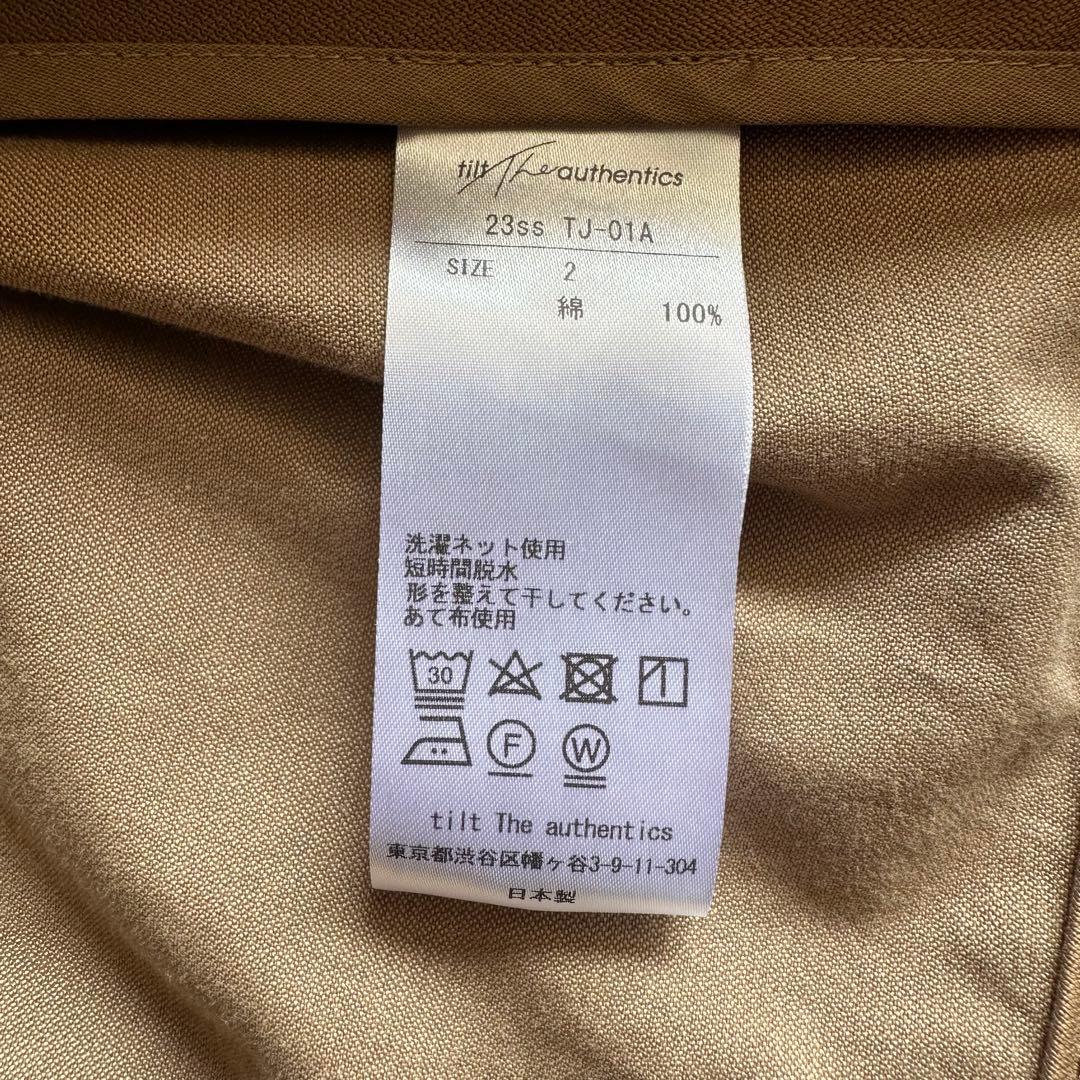 tilt The authentics
23ss TJ-01A
SIZE 2
綿 100%
洗濯ネット使用
短時間脱水
形を整えて干してください。
あて布使用
30
F W
tilt The authentics
東京都渋谷区幡ヶ谷3-9-11-304
日本製